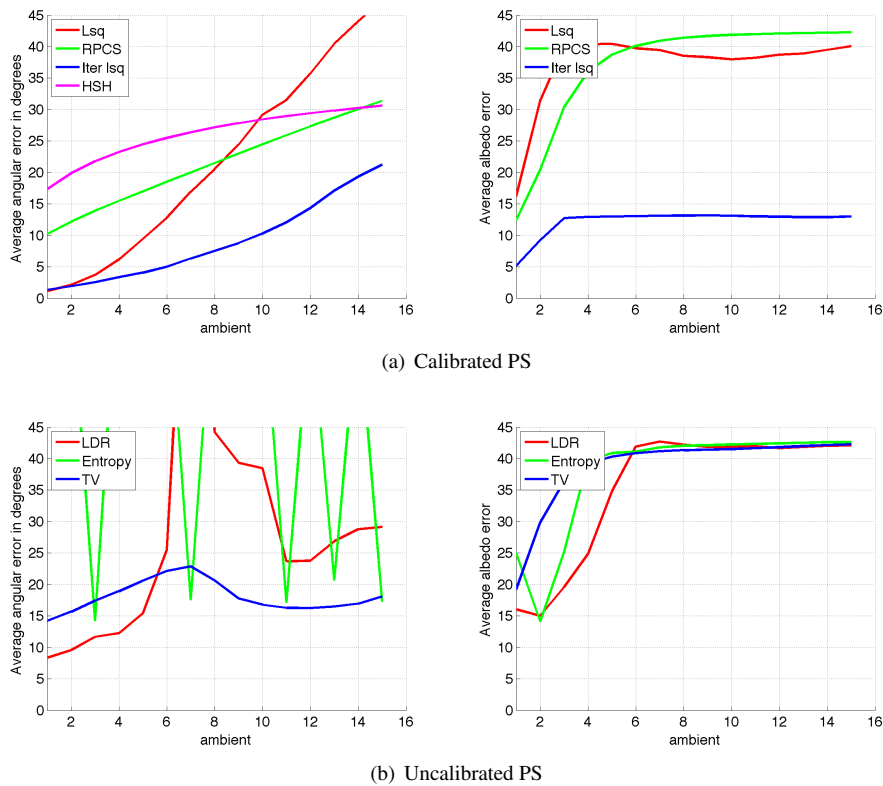 45
40
35
30
25
20
15
10
5
0
Average angular error in degrees
Lsq
RPCS
Iter lsq
HSH
2 4 6 8 10 12 14 16
ambient
45
40
35
30
25
20
15
10
5
0
Average albedo error
Lsq
RPCS
Iter lsq
2 4 6 8 10 12 14 16
ambient
(a) Calibrated PS
45
40
35
30
25
20
15
10
5
0
Average angular error in degrees
LDR
Entropy
TV
2 4 6 8 10 12 14 16
ambient
45
40
35
30
25
20
15
10
5
0
Average albedo error
LDR
Entropy
TV
2 4 6 8 10 12 14 16
ambient
(b) Uncalibrated PS